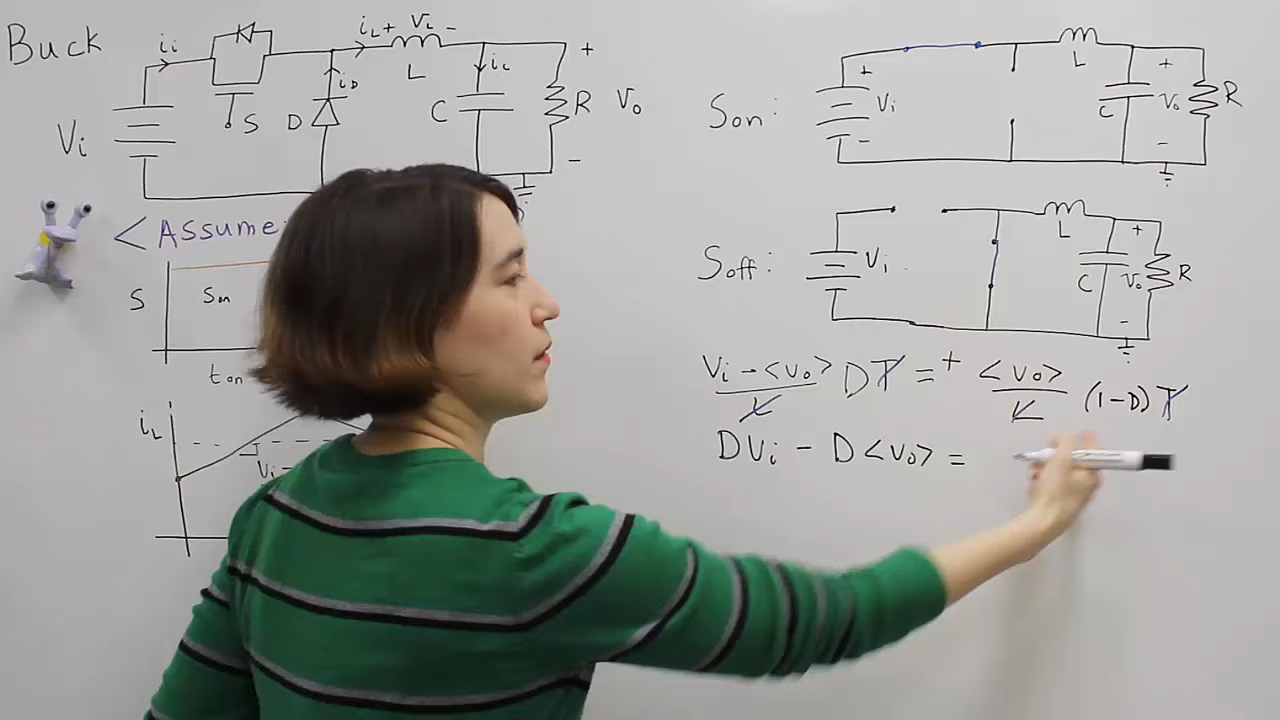 Buck
Vi
ii
S
D
iD
iL + VL -
L
iC
C
R
+
Vo
-
<Assume:
S
Son
ton
iL
Vi -
Son:
+
Vi
-
L
C
+
Vo
-
R
Soff:
Vi
L
C
+
Vo
-
R
Vi - <vo> / L DT = + <vo> / L (1-D) T
DVi - D<vo> =